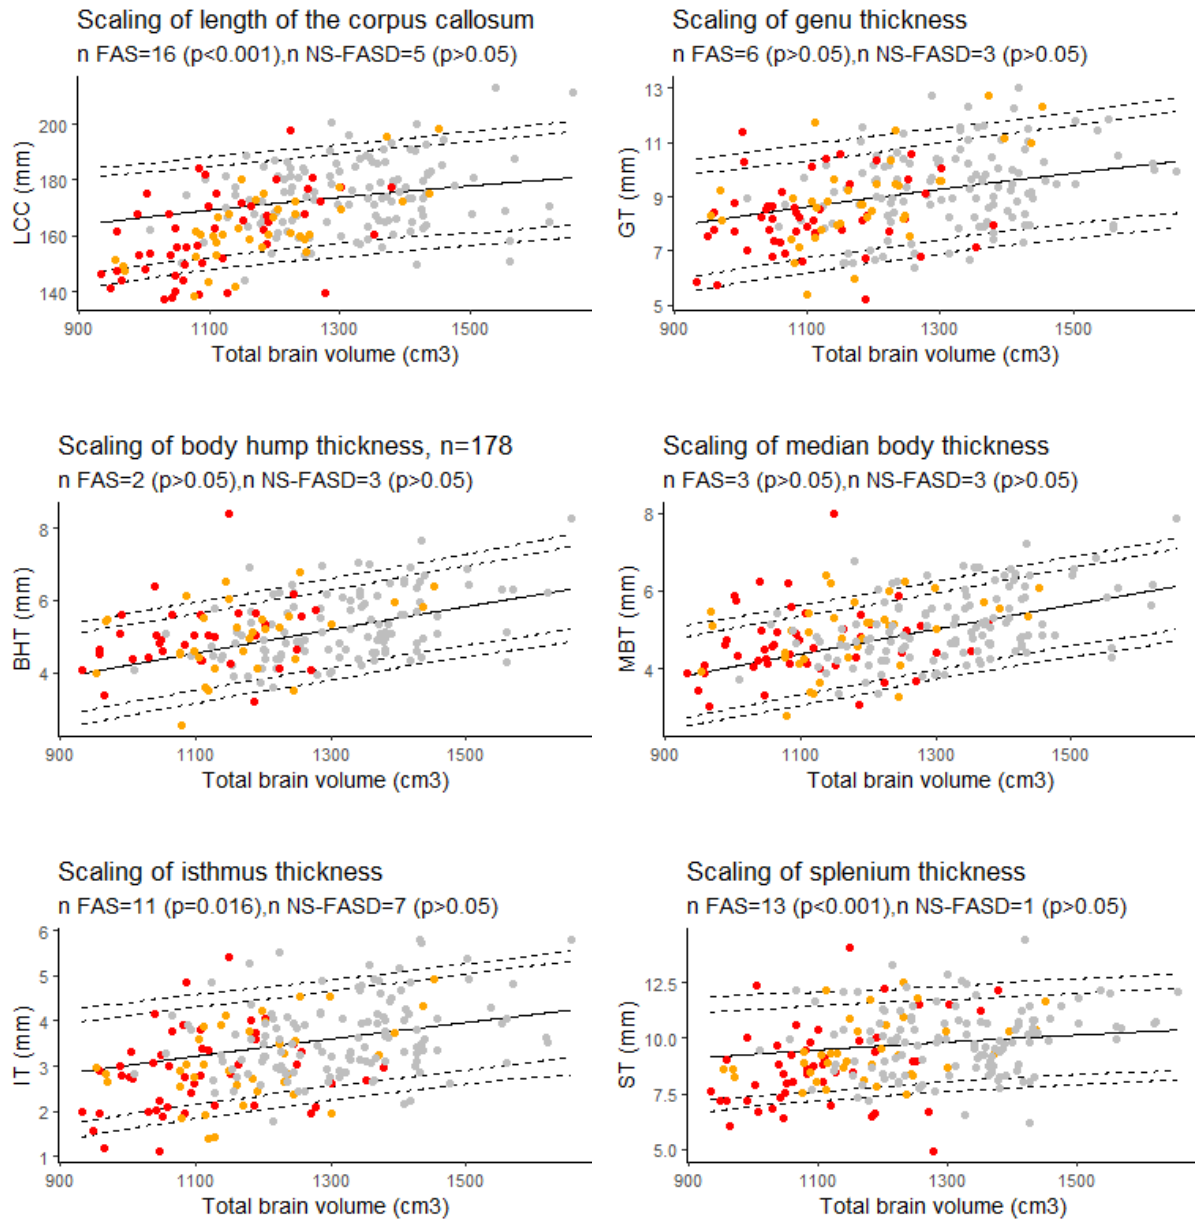 Scaling of length of the corpus callosum
n FAS=16 (p<0.001),n NS-FASD=5 (p>0.05)
LCC (mm)
200
180
160
140
900 1100 1300 1500
Total brain volume (cm3)
Scaling of genu thickness
n FAS=6 (p>0.05),n NS-FASD=3 (p>0.05)
GT (mm)
13
11
9
7
5
900 1100 1300 1500
Total brain volume (cm3)
Scaling of body hump thickness, n=178
n FAS=2 (p>0.05),n NS-FASD=3 (p>0.05)
BHT (mm)
8
6
4
900 1100 1300 1500
Total brain volume (cm3)
Scaling of median body thickness
n FAS=3 (p>0.05),n NS-FASD=3 (p>0.05)
MBT (mm)
8
6
4
900 1100 1300 1500
Total brain volume (cm3)
Scaling of isthmus thickness
n FAS=11 (p=0.016),n NS-FASD=7 (p>0.05)
IT (mm)
6
5
4
3
2
1
900 1100 1300 1500
Total brain volume (cm3)
Scaling of splenium thickness
n FAS=13 (p<0.001),n NS-FASD=1 (p>0.05)
ST (mm)
12.5
10.0
7.5
5.0
900 1100 1300 1500
Total brain volume (cm3)